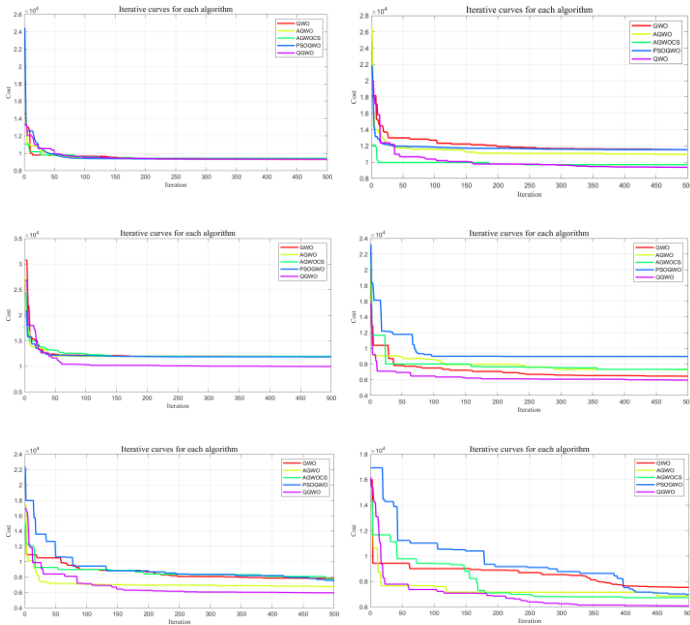 Iterative curves for each algorithm
×10⁴
2.6
2.4
2.2
2
1.8
1.6
1.4
1.2
1
0.8
Cost
0 50 100 150 200 250 300 350 400 450 500
Iteration
GWO
AGWO
AGWOCS
PSOGWO
QGWO
Iterative curves for each algorithm
×10⁴
2.8
2.6
2.4
2.2
2
1.8
1.6
1.4
1.2
1
0.8
Cost
0 50 100 150 200 250 300 350 400 450 500
Iteration
GWO
AGWO
AGWOCS
PSOGWO
QWO
Iterative curves for each algorithm
×10⁴
3.5
3
2.5
2
1.5
1
0.5
Cost
0 50 100 150 200 250 300 350 400 450 500
Iteration
GWO
AGWO
AGWOCS
PSOGWO
QGWO
Iterative curves for each algorithm
×10⁴
2.4
2.2
2
1.8
1.6
1.4
1.2
1
0.8
0.6
0.4
Cost
0 50 100 150 200 250 300 350 400 450 500
Iteration
GWO
AGWO
AGWOCS
PSOGWO
QGWO
Iterative curves for each algorithm
×10⁴
2.4
2.2
2
1.8
1.6
1.4
1.2
1
0.8
0.6
0.4
Cost
0 50 100 150 200 250 300 350 400 450 500
Iteration
GWO
AGWO
AGWOCS
PSOGWO
QGWO
Iterative curves for each algorithm
×10⁴
1.8
1.6
1.4
1.2
1
0.8
0.6
Cost
0 50 100 150 200 250 300 350 400 450 500
Iteration
GWO
AGWO
AGWOCS
PSOGWO
QGWO